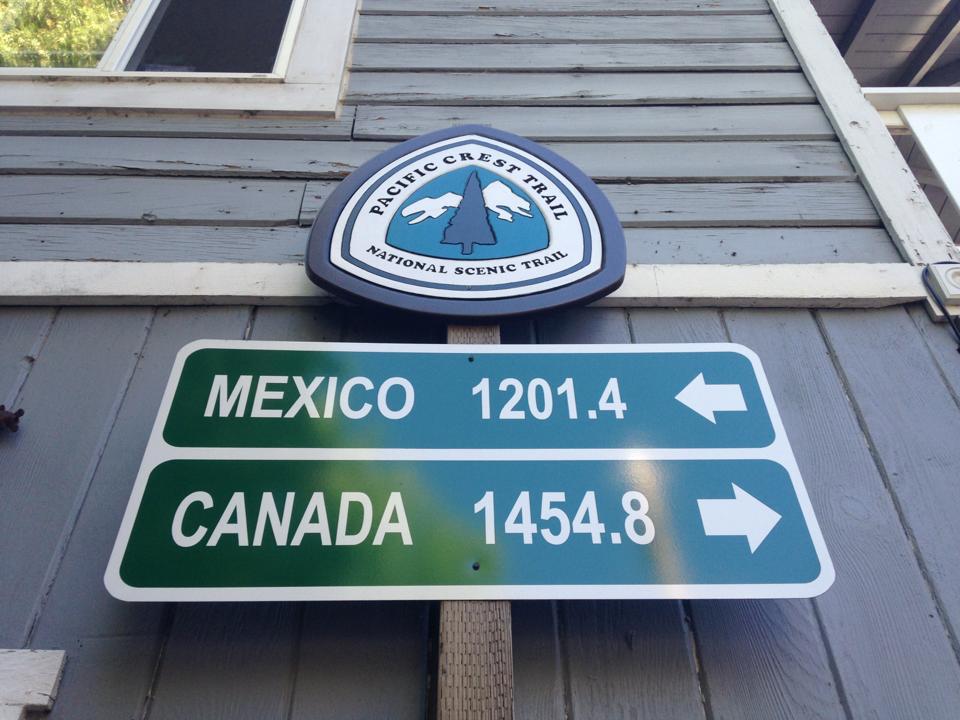 PACIFIC CREST TRAIL
NATIONAL SCENIC TRAIL
MEXICO 1201.4
CANADA 1454.8